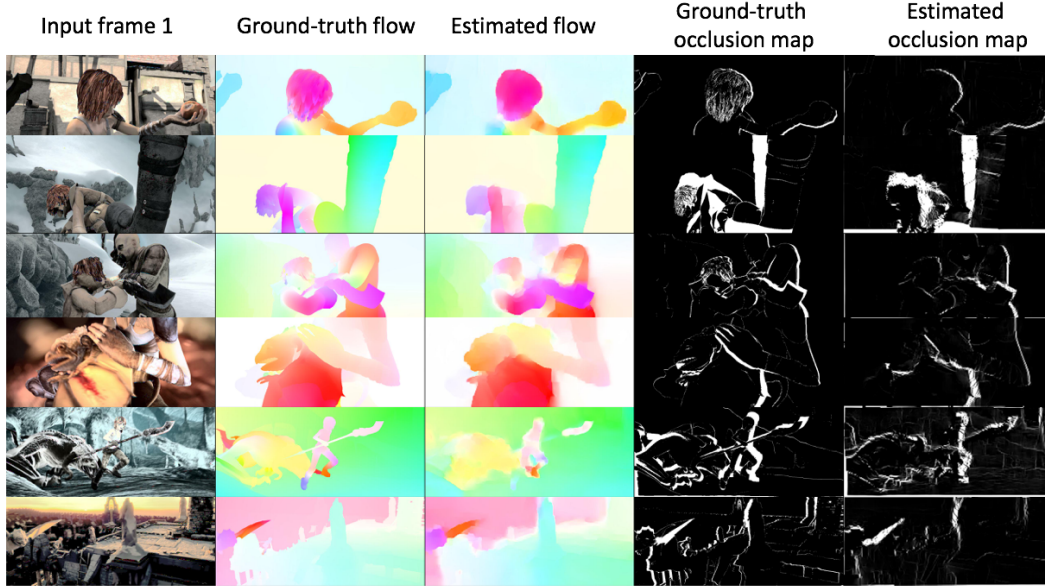 Input frame 1
Ground-truth flow
Estimated flow
Ground-truth
occlusion map
Estimated
occlusion map